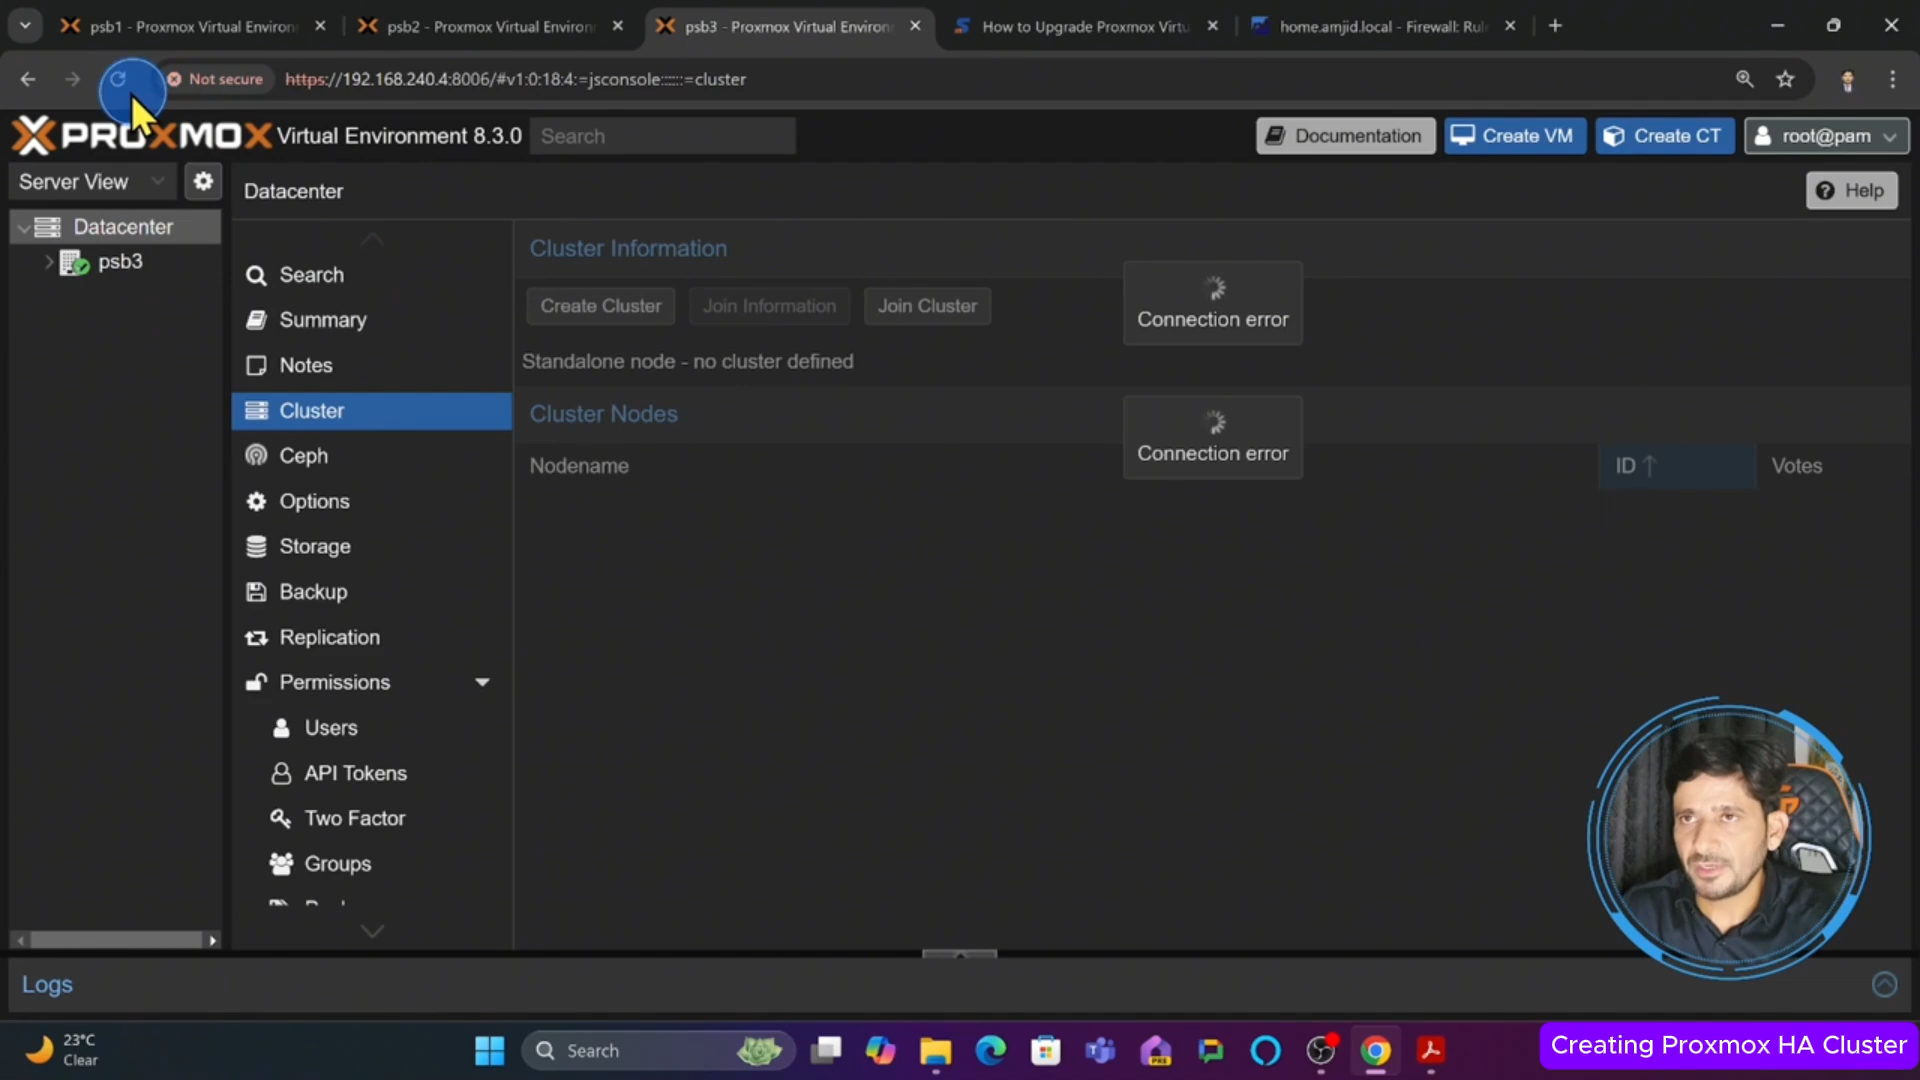 psb1 - Proxmox Virtual Environ
psb2 - Proxmox Virtual Environ
psb3 - Proxmox Virtual Environ
How to Upgrade Proxmox Virtu
home.amjid.local - Firewall: Rul
Not secure
https://192.168.240.4:8006/#v1:0:18:4:=jsconsole::::::=cluster
PROXMOX Virtual Environment 8.3.0
Search
Documentation
Create VM
Create CT
root@pam
Server View
Datacenter
Help
Datacenter
psb3
Search
Summary
Notes
Cluster
Ceph
Options
Storage
Backup
Replication
Permissions
Users
API Tokens
Two Factor
Groups
Cluster Information
Create Cluster
Join Information
Join Cluster
Connection error
Standalone node - no cluster defined
Cluster Nodes
Connection error
Nodename
ID
Votes
Logs
23°C
Clear
Search
PRE
Creating Proxmox HA Cluster